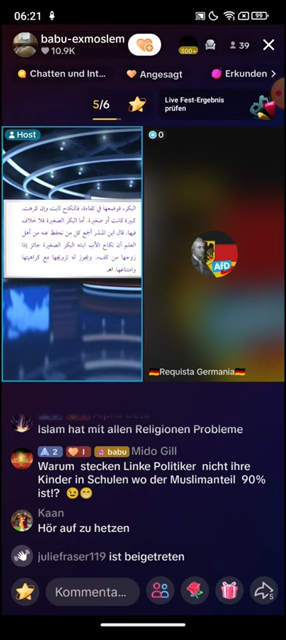 06:21
99
babu-exmoslem
10.9K
500+
39
Chatten und Int...
Angesagt
Erkunden
5/6
Live Fest-Ergebnis
prüfen
Host
0
البكر، فوضعها في كفاءة، فالنكاح ثابت وإن كرهت،
كبيرة كانت أو صغيرة. أما البكر الصغيرة فلا خلاف
فيها. قال ابن المنذر أجمع كل من نحفظ عنه من أهل
العلم أن نكاح الأب ابنته البكر الصغيرة جائز إذا
زوجها من كفء. ويجوز له تزويجها مع كراهيتها
وامتناعها. اهـ
AfD
Requista Germania
Islam hat mit allen Religionen Probleme
2 1 babu Mido Gill
Warum stecken Linke Politiker nicht ihre
Kinder in Schulen wo der Muslimanteil 90%
ist!?
Kaan
Hör auf zu hetzen
juliefraser119 ist beigetreten
Kommenta...
5